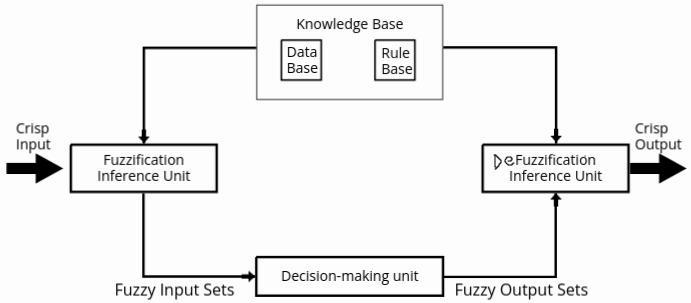 Knowledge Base
Data
Base
Rule
Base
Crisp
Input
Fuzzification
Inference Unit
DeFuzzification
Inference Unit
Crisp
Output
Decision-making unit
Fuzzy Input Sets
Fuzzy Output Sets